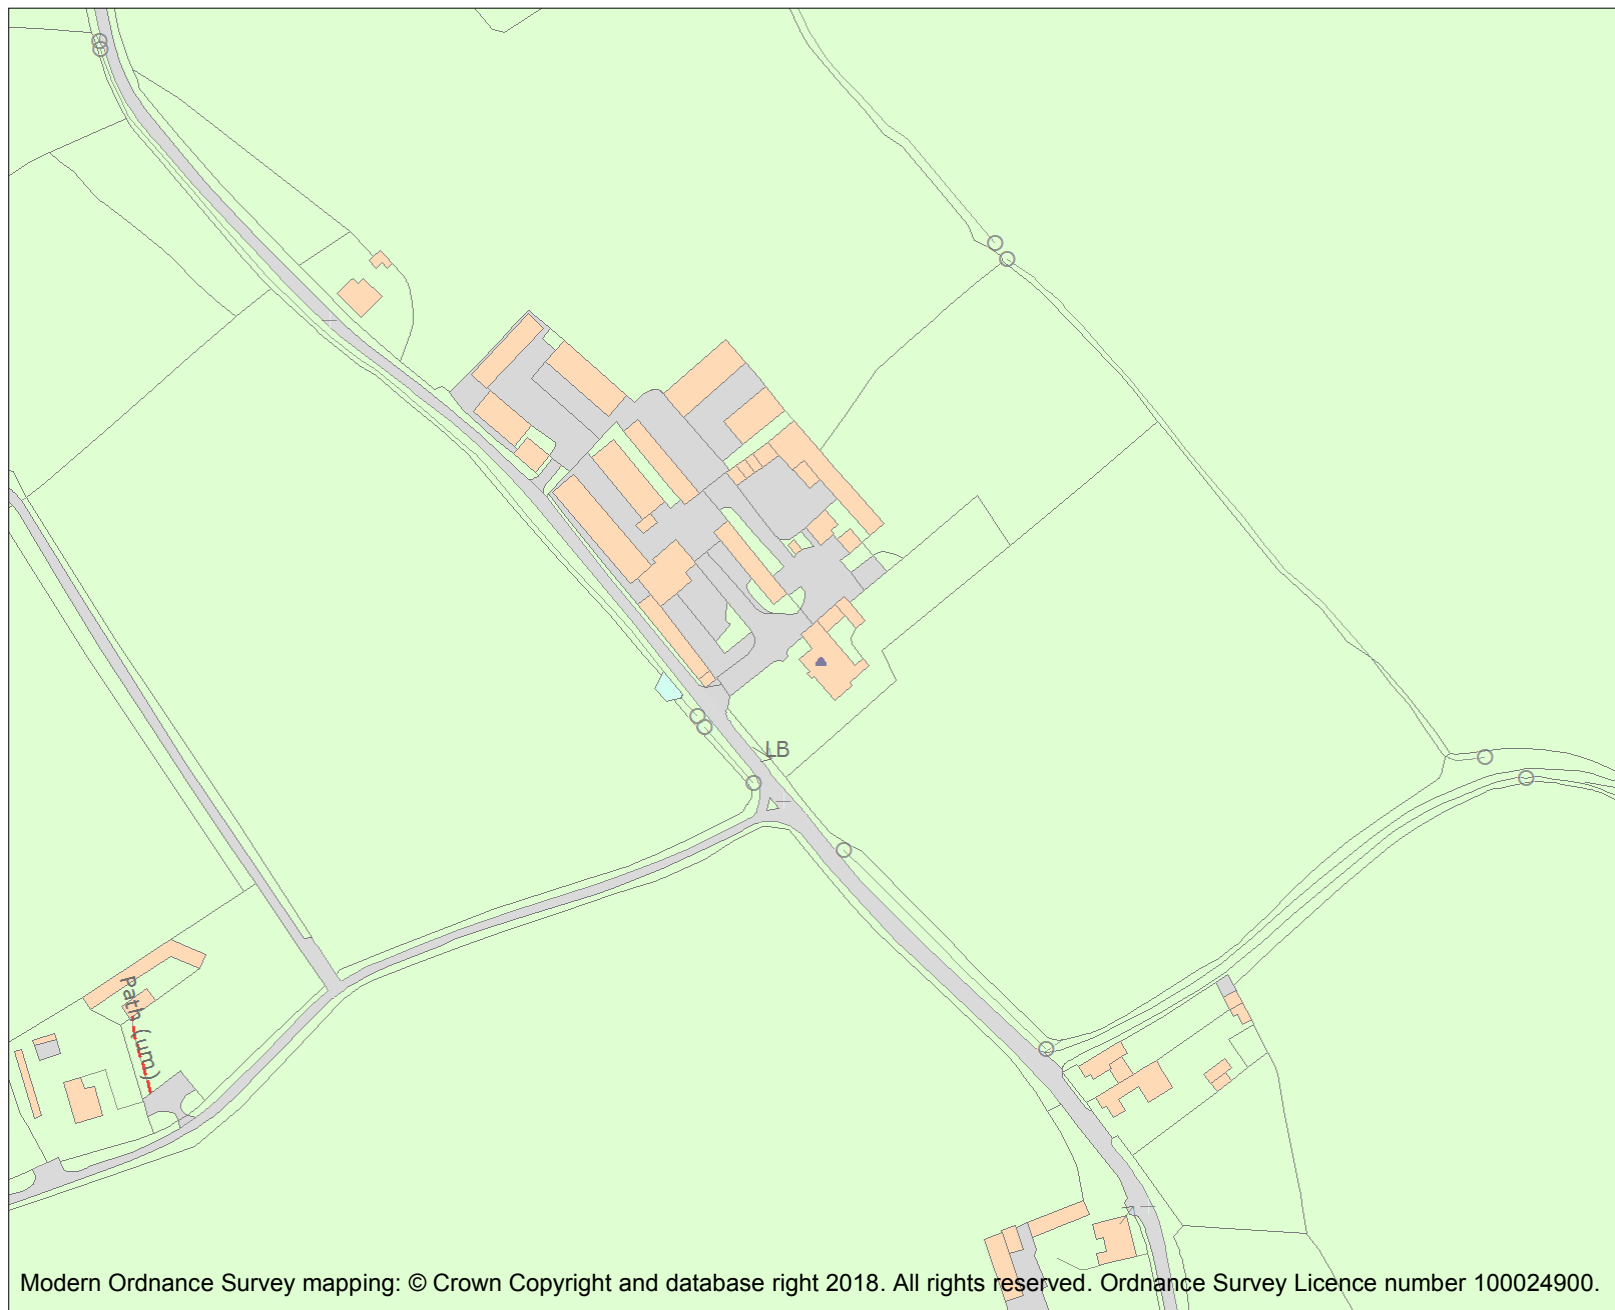 LB
Path (um)
Modern Ordnance Survey mapping: © Crown Copyright and database right 2018. All rights reserved. Ordnance Survey Licence number 100024900.